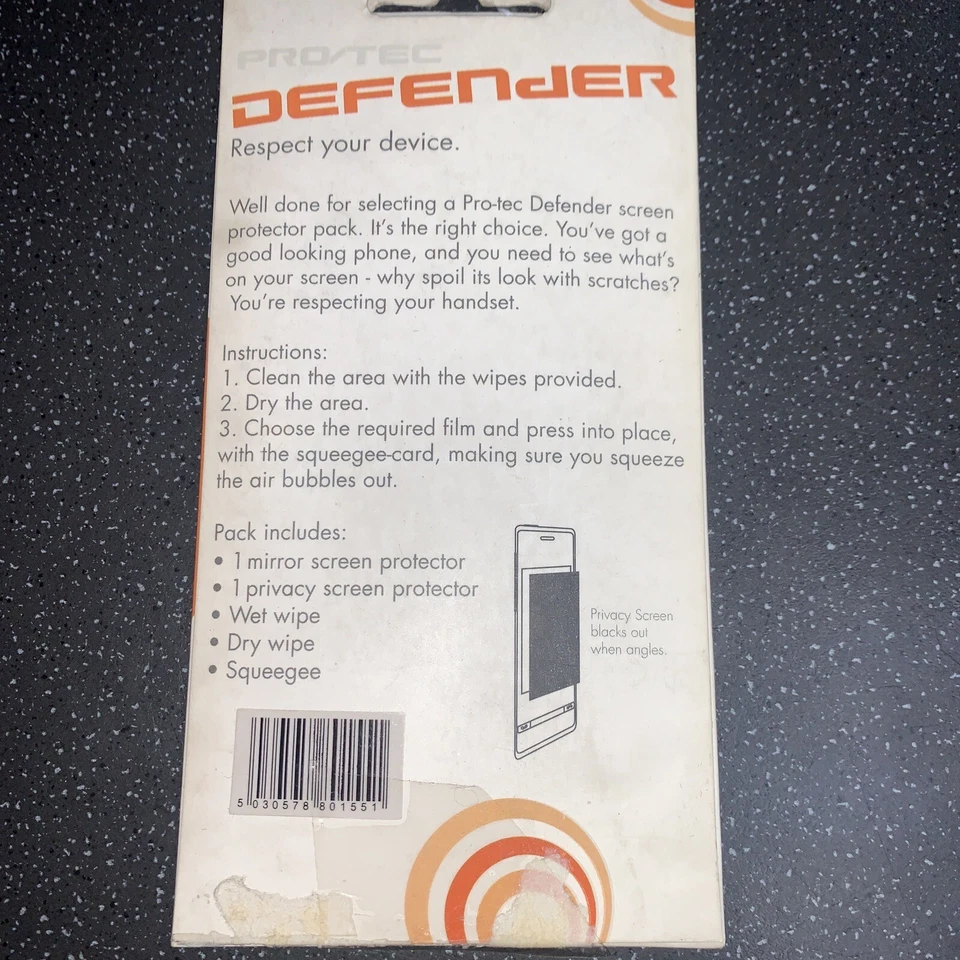 PRO/TEC
DEFENdER
Respect your device.
Well done for selecting a Pro-tec Defender screen
protector pack. It's the right choice. You've got a
good looking phone, and you need to see what's
on your screen - why spoil its look with scratches?
You're respecting your handset.
Instructions:
1. Clean the area with the wipes provided.
2. Dry the area.
3. Choose the required film and press into place,
with the squeegee-card, making sure you squeeze
the air bubbles out.
Pack includes:
• 1 mirror screen protector
• 1 privacy screen protector
• Wet wipe
• Dry wipe
• Squeegee
Privacy Screen
blacks out
when angles.
5 030578 801551